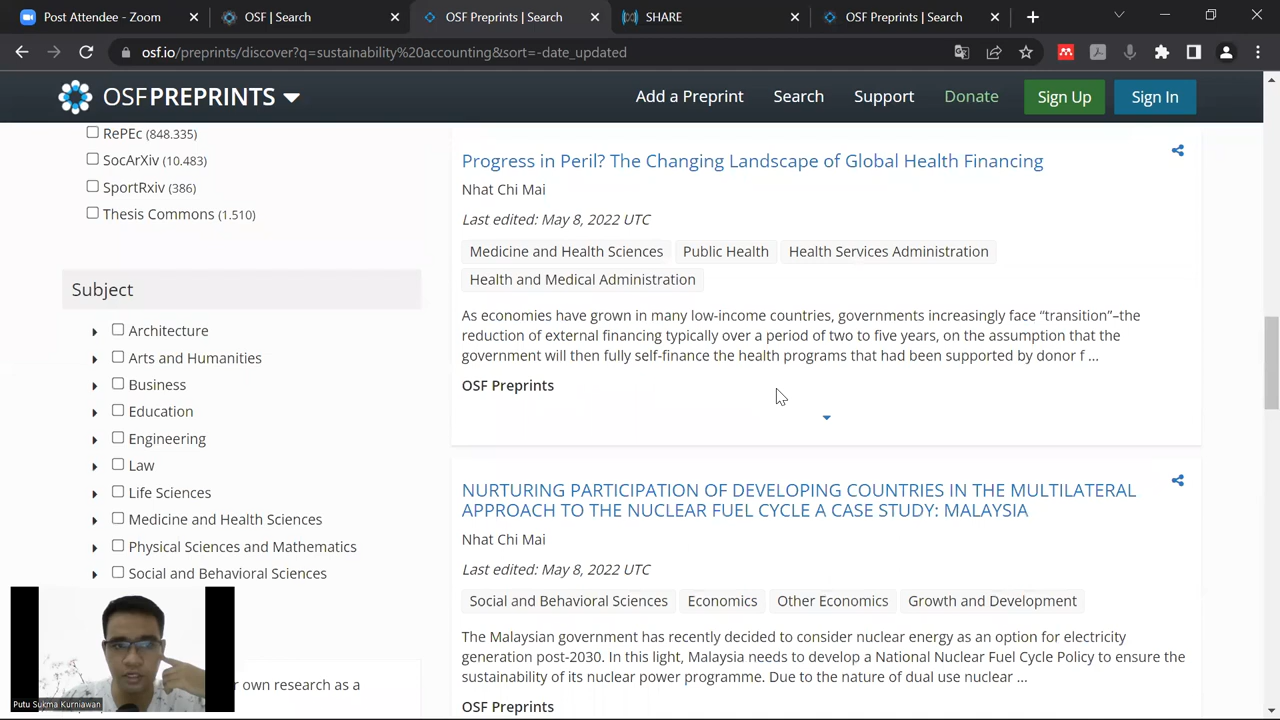 Post Attendee - Zoom
OSF | Search
OSF Preprints | Search
SHARE
OSF Preprints | Search
osf.io/preprints/discover?q=sustainability%20accounting&sort=-date_updated
OSFPREPRINTS
Add a Preprint
Search
Support
Donate
Sign Up
Sign In
RePEc (848.335)
SocArXiv (10.483)
SportRxiv (386)
Thesis Commons (1.510)
Subject
Architecture
Arts and Humanities
Business
Education
Engineering
Law
Life Sciences
Medicine and Health Sciences
Physical Sciences and Mathematics
Social and Behavioral Sciences
r own research as a
Putu Sukma Kurniawan
Progress in Peril? The Changing Landscape of Global Health Financing
Nhat Chi Mai
Last edited: May 8, 2022 UTC
Medicine and Health Sciences
Public Health
Health Services Administration
Health and Medical Administration
As economies have grown in many low-income countries, governments increasingly face “transition”–the
reduction of external financing typically over a period of two to five years, on the assumption that the
government will then fully self-finance the health programs that had been supported by donor f ...
OSF Preprints
NURTURING PARTICIPATION OF DEVELOPING COUNTRIES IN THE MULTILATERAL
APPROACH TO THE NUCLEAR FUEL CYCLE A CASE STUDY: MALAYSIA
Nhat Chi Mai
Last edited: May 8, 2022 UTC
Social and Behavioral Sciences
Economics
Other Economics
Growth and Development
The Malaysian government has recently decided to consider nuclear energy as an option for electricity
generation post-2030. In this light, Malaysia needs to develop a National Nuclear Fuel Cycle Policy to ensure the
sustainability of its nuclear power programme. Due to the nature of dual use nuclear ...
OSF Preprints